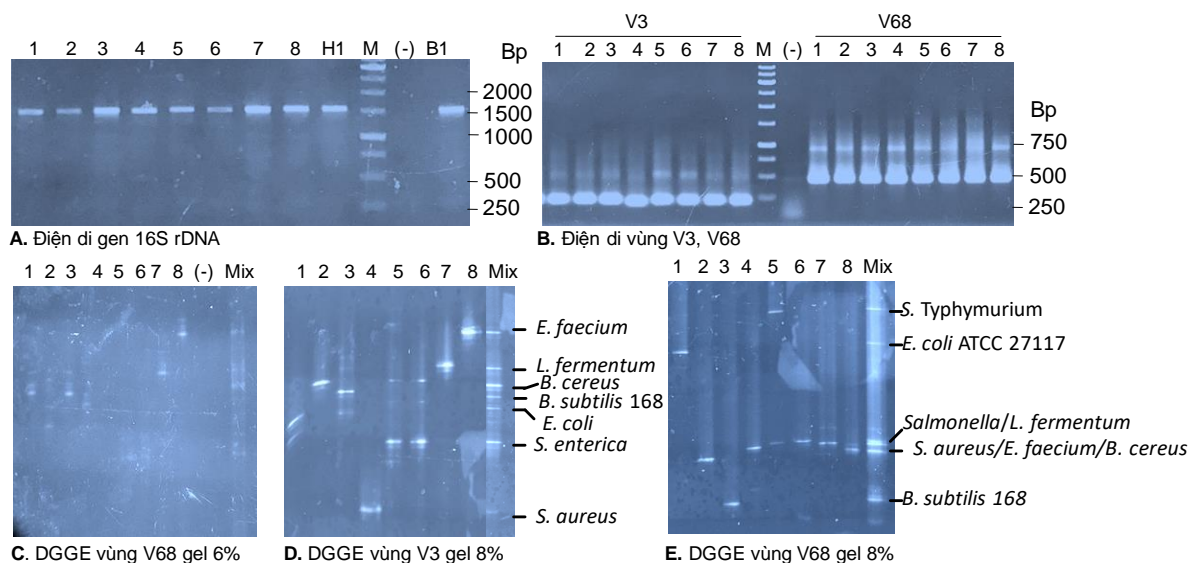 V3 V68
1 2 3 4 5 6 7 8 H1 M (-) B1 Bp
1 2 3 4 5 6 7 8 M (-) 1 2 3 4 5 6 7 8
2000
1500
1000
500
250
Bp
750
500
250
A. Điện di gen 16S rDNA
B. Điện di vùng V3, V68
1 2 3 4 5 6 7 8 (-) Mix
1 2 3 4 5 6 7 8 Mix
1 2 3 4 5 6 7 8 Mix
E. faecium
L. fermentum
B. cereus
B. subtilis 168
E. coli
S. enterica
S. aureus
S. Typhymurium
E. coli ATCC 27117
Salmonella/L. fermentum
S. aureus/E. faecium/B. cereus
B. subtilis 168
C. DGGE vùng V68 gel 6%
D. DGGE vùng V3 gel 8%
E. DGGE vùng V68 gel 8%